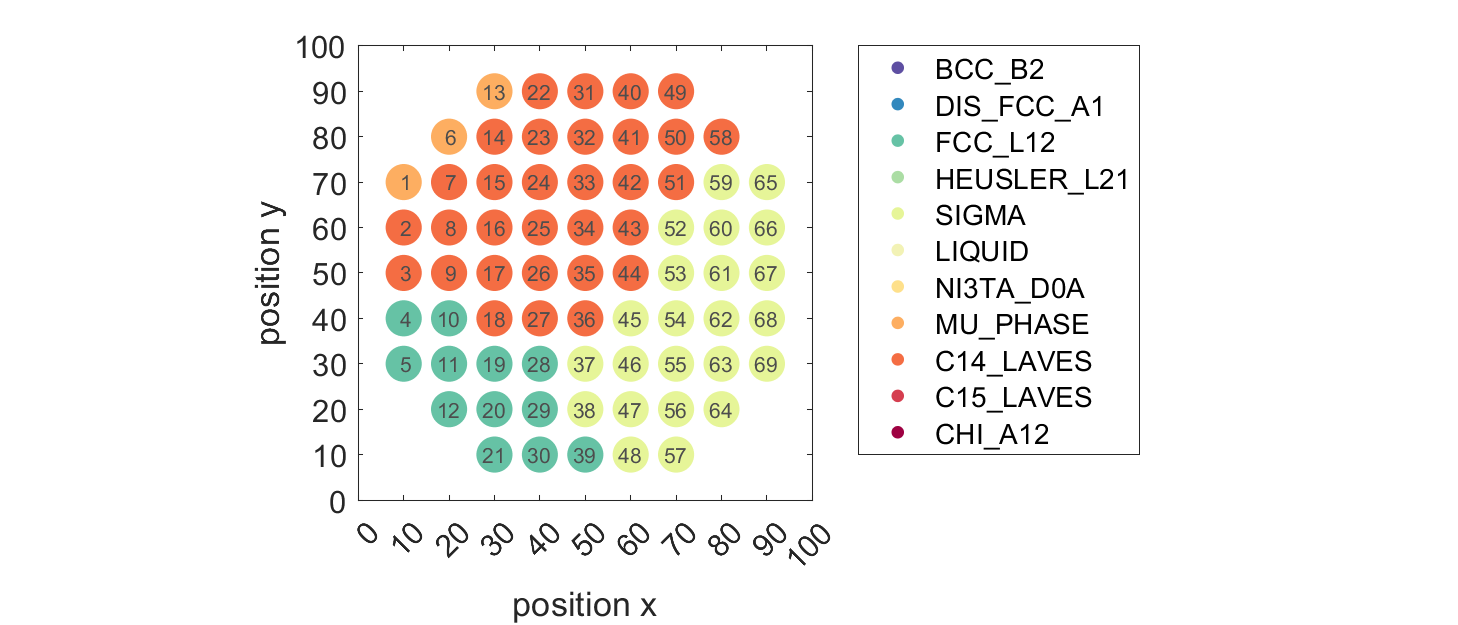 100
90 13 22 31 40 49
80 6 14 23 32 41 50 58
70 1 7 15 24 33 42 51 59 65
60 2 8 16 25 34 43 52 60 66
50 3 9 17 26 35 44 53 61 67
40 4 10 18 27 36 45 54 62 68
30 5 11 19 28 37 46 55 63 69
20 12 20 29 38 47 56 64
10 21 30 39 48 57
0
0 10 20 30 40 50 60 70 80 90 100
position x
position y
BCC_B2
DIS_FCC_A1
FCC_L12
HEUSLER_L21
SIGMA
LIQUID
NI3TA_D0A
MU_PHASE
C14_LAVES
C15_LAVES
CHI_A12